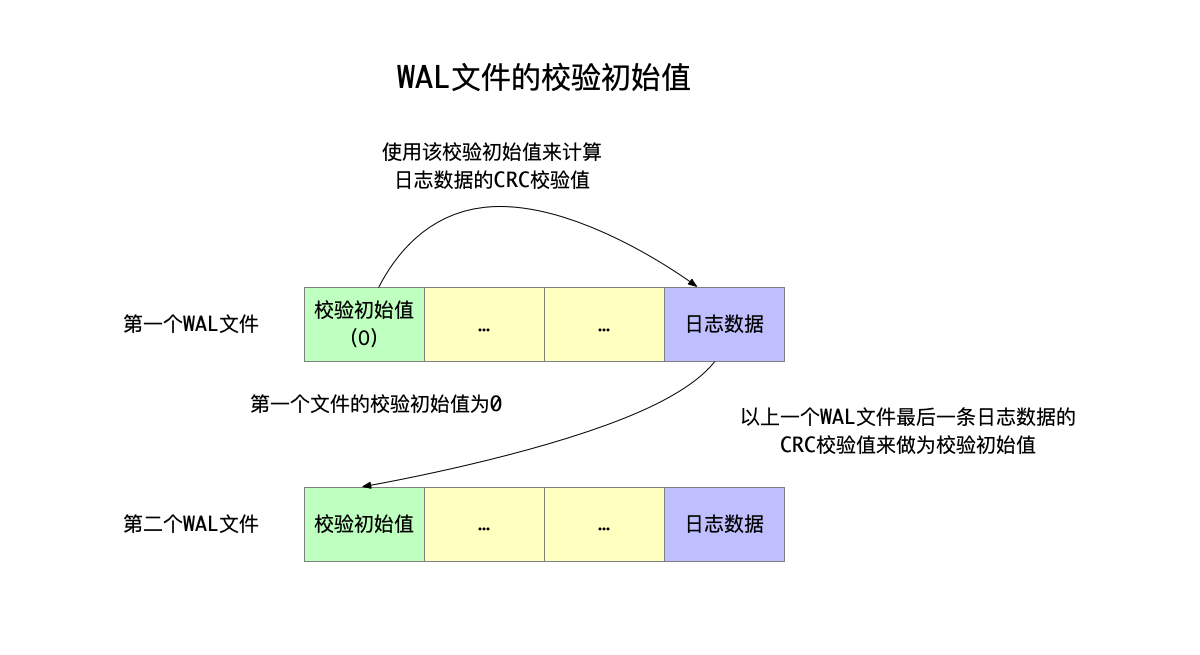 WAL文件的校验初始值
使用该校验初始值来计算
日志数据的CRC校验值
第一个WAL文件
校验初始值
(0)
…
…
日志数据
第一个文件的校验初始值为0
以上一个WAL文件最后一条日志数据的
CRC校验值来做为校验初始值
第二个WAL文件
校验初始值
…
…
日志数据